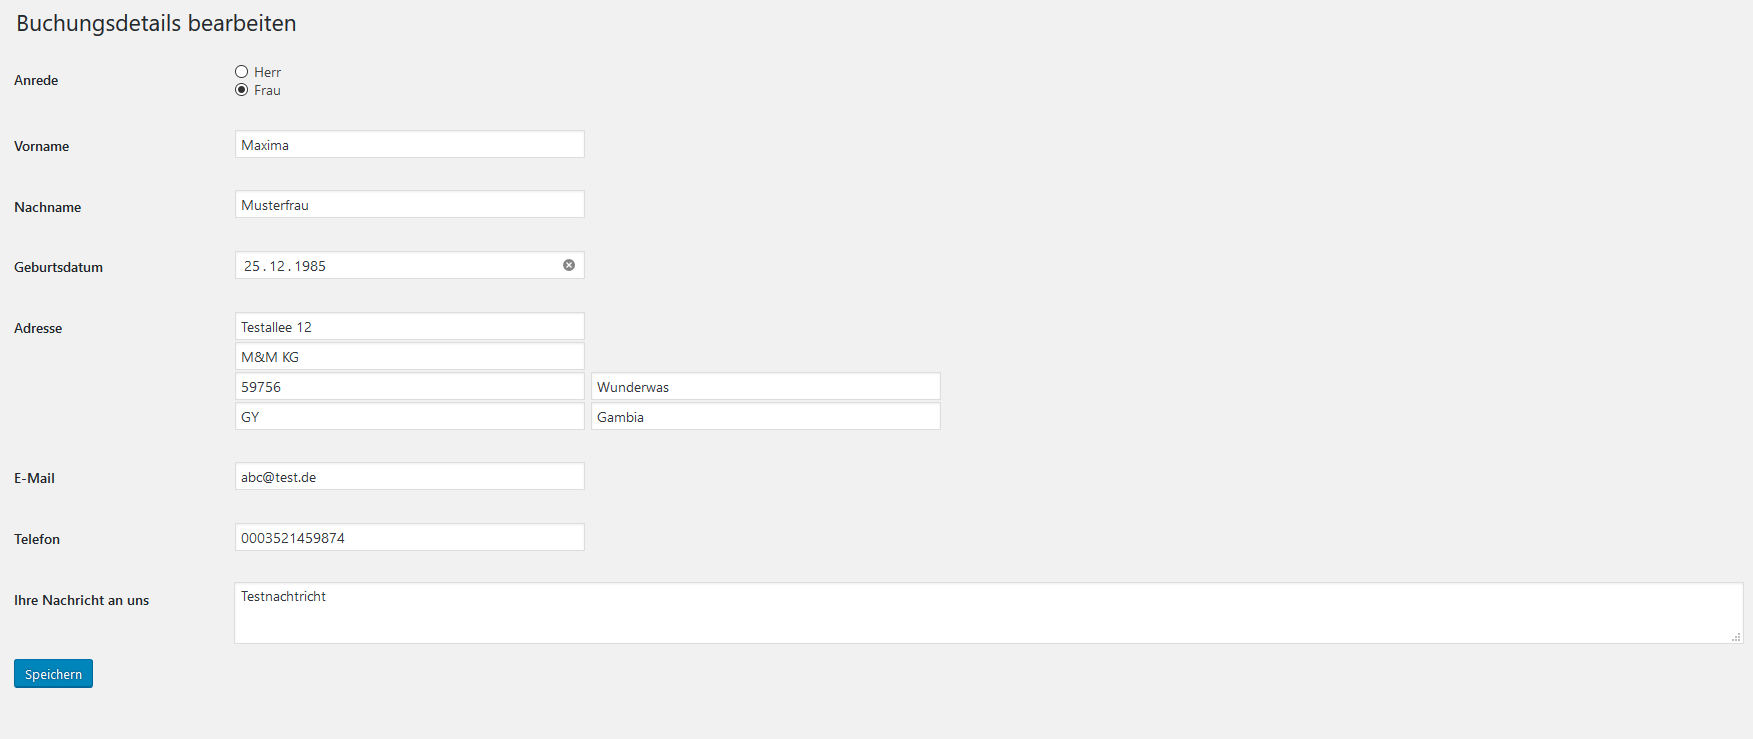 Buchungsdetails bearbeiten
Anrede
Herr
Frau
Vorname
Maxima
Nachname
Musterfrau
Geburtsdatum
25.12.1985
Adresse
Testallee 12
M&M KG
59756
Wunderwas
GY
Gambia
E-Mail
abc@test.de
Telefon
0003521459874
Ihre Nachricht an uns
Testnachtricht
Speichern